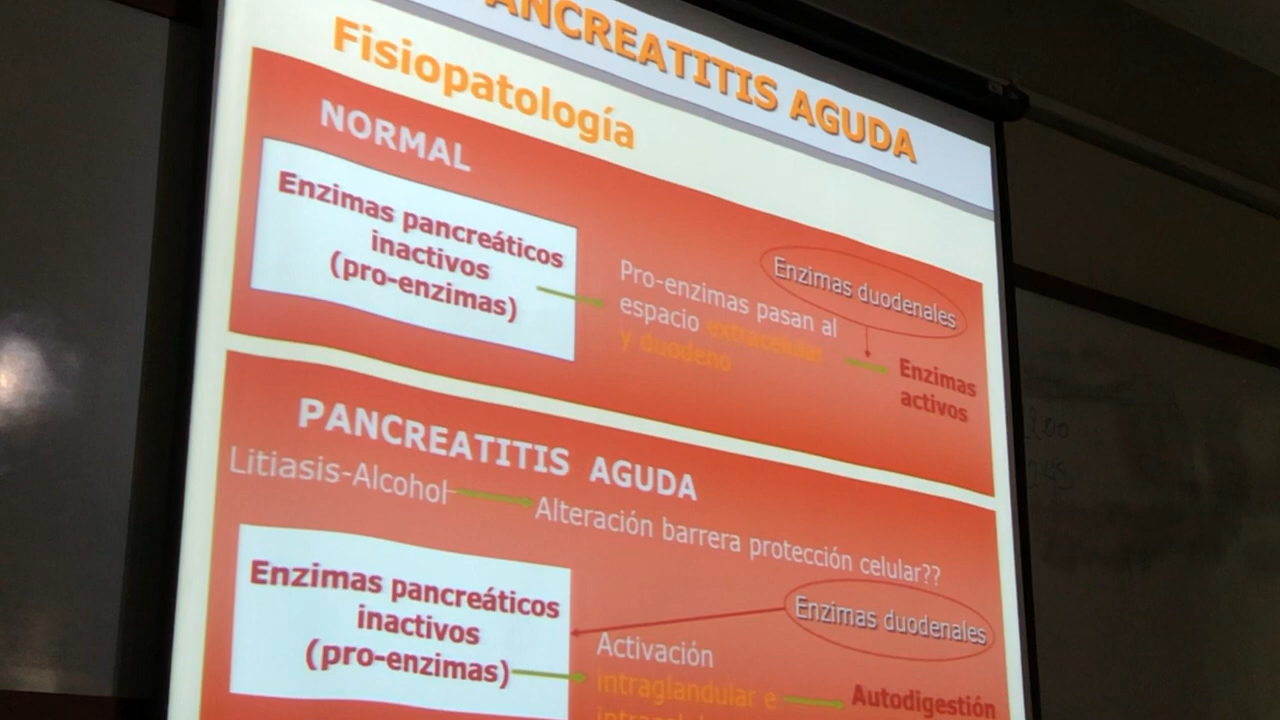 PANCREATITIS AGUDA
Fisiopatología
NORMAL
Enzimas pancreáticos
inactivos
(pro-enzimas)
Pro-enzimas pasan al
espacio extracelular
y duodeno
Enzimas duodenales
Enzimas
activos
PANCREATITIS AGUDA
Litiasis-Alcohol
Alteración barrera protección celular??
Enzimas pancreáticos
inactivos
(pro-enzimas)
Enzimas duodenales
Activación
intraglandular e
Autodigestión